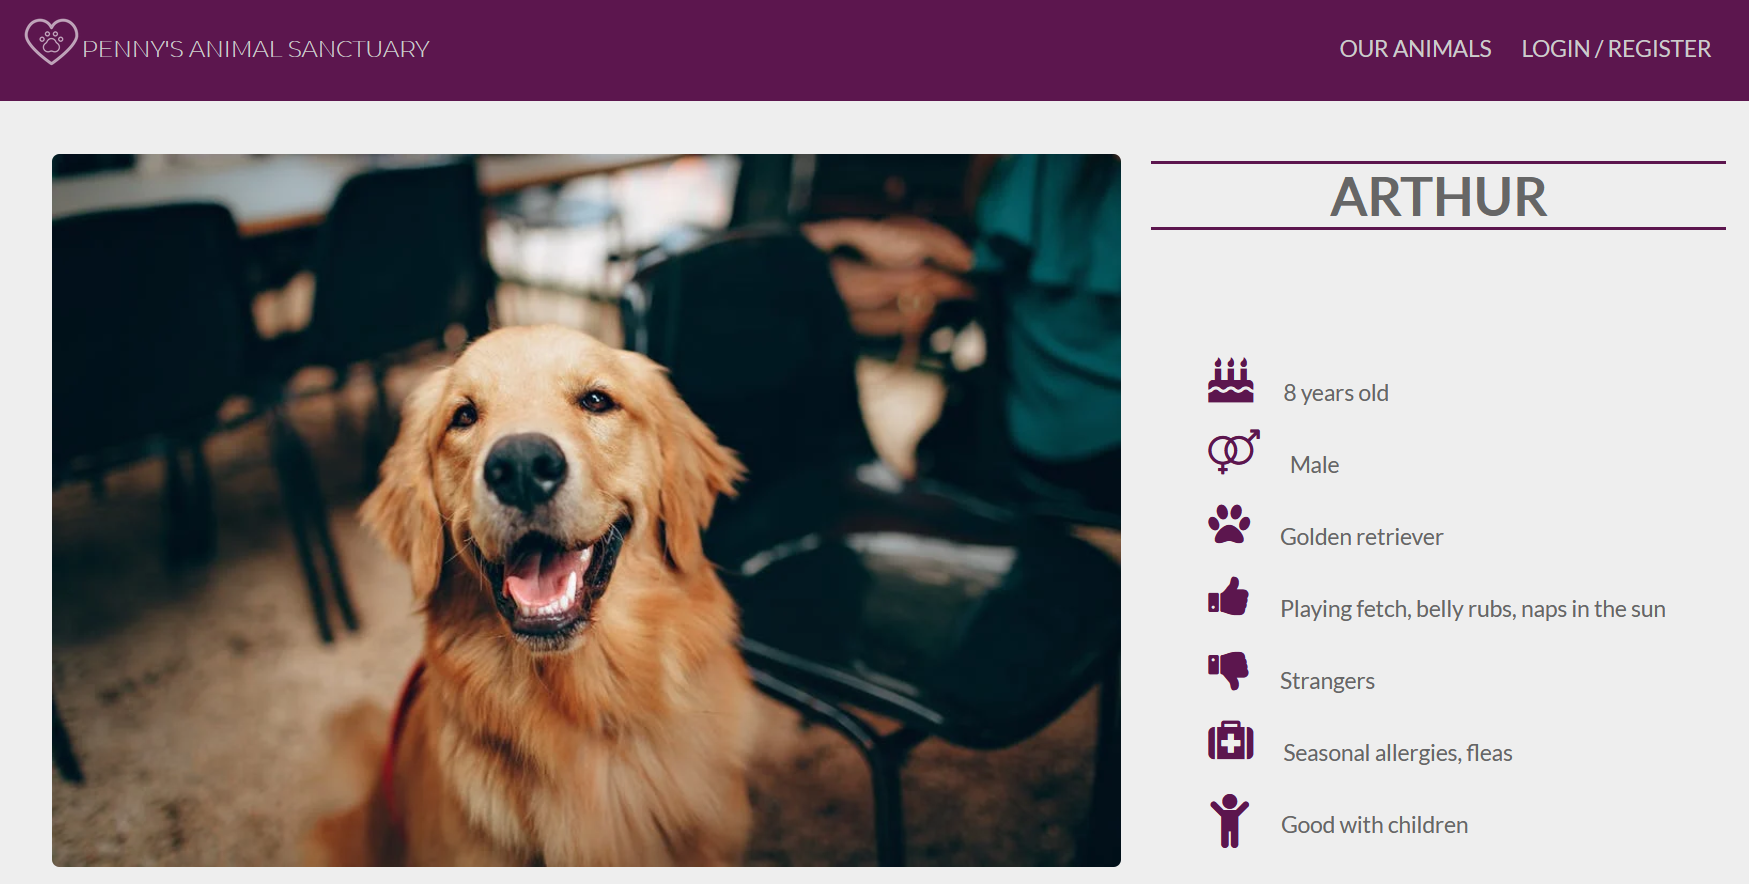 PENNY'S ANIMAL SANCTUARY
OUR ANIMALS LOGIN / REGISTER
ARTHUR
8 years old
Male
Golden retriever
Playing fetch, belly rubs, naps in the sun
Strangers
Seasonal allergies, fleas
Good with children